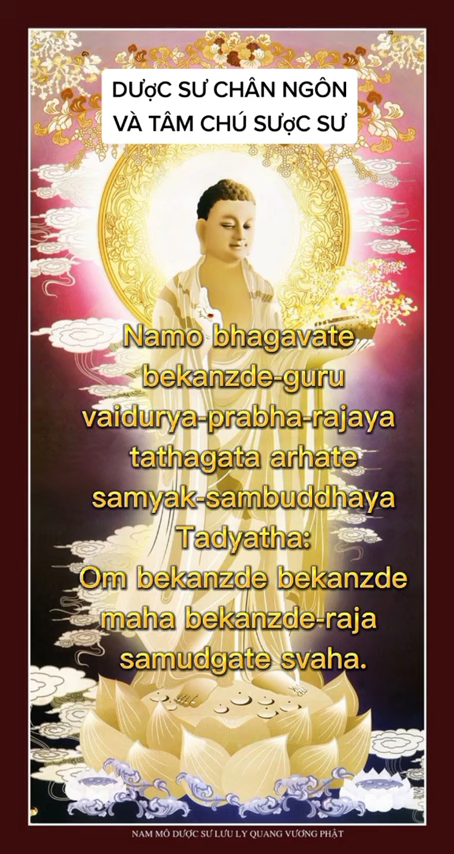 DƯợC SƯ CHÂN NGÔN
VÀ TÂM CHÚ SƯợC SƯ
Namo bhagavate
bekanzde-guru
vaidurya-prabha-rajaya
tathagata arhate
samyak-sambuddhaya
Tadyatha:
Om bekanzde bekanzde
maha bekanzde-raja
samudgate svaha.
NAM MÔ DƯỢC SƯ LƯU LY QUANG VƯƠNG PHẬT